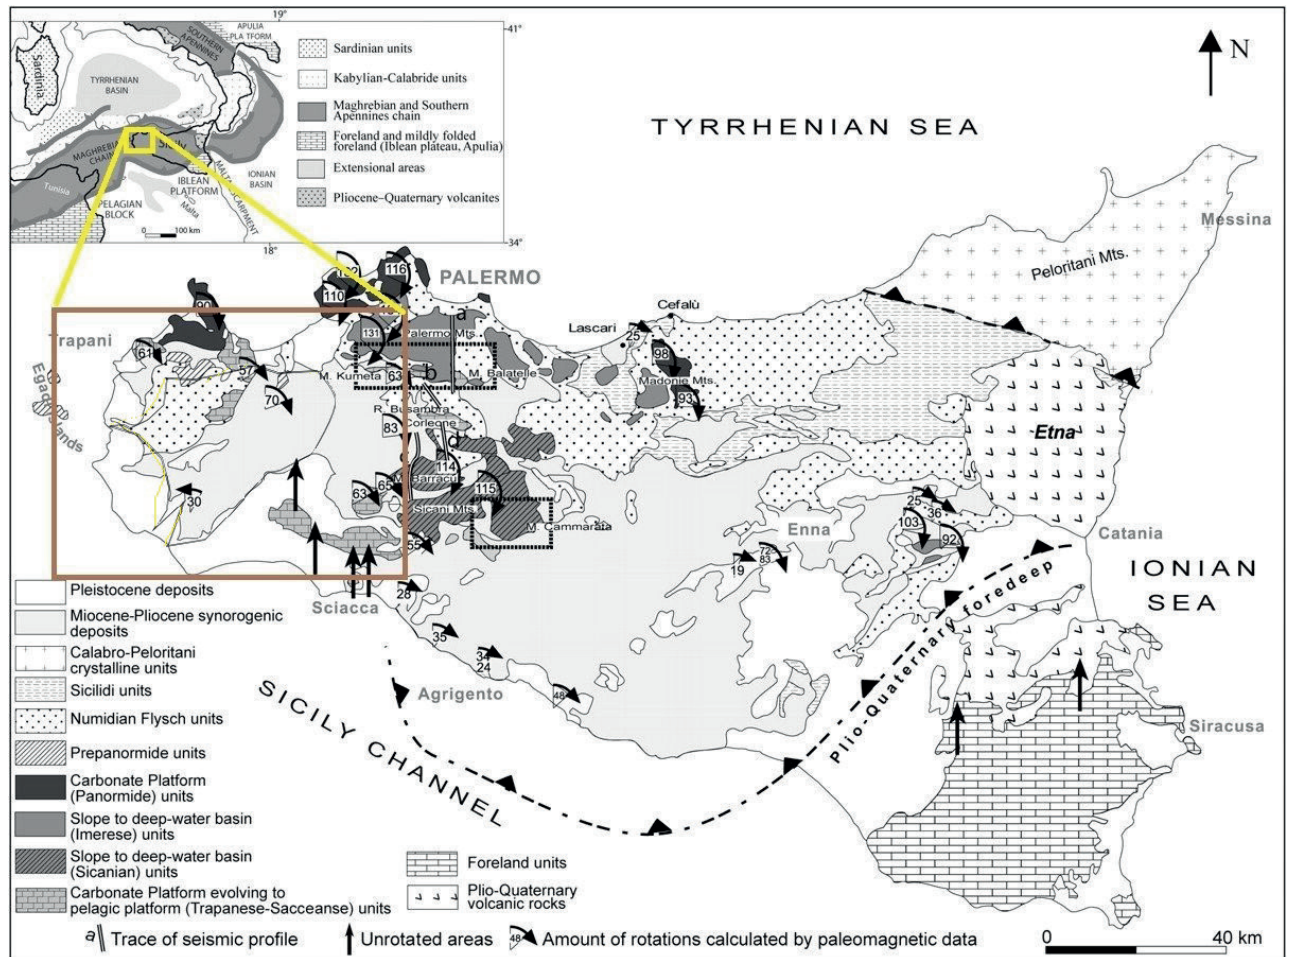 19°
41°
APULIA
PLATFORM
SOUTHERN
APENNINES
Sardinia
TYRRHENIAN
BASIN
MAGHREBIAN
CHAIN
Sicily
Tunisia
IBLEAN
PLATFORM
IONIAN
BASIN
MALTA ESCARPMENT
PELAGIAN
BLOCK
Malta
0 100 km
18°
34°
Sardinian units
Kabylian-Calabride units
Maghrebian and Southern
Apennines chain
Foreland and mildly folded
foreland (Iblean plateau, Apulia)
Extensional areas
Pliocene–Quaternary volcanites
N
TYRRHENIAN SEA
Messina
Peloritani Mts.
PALERMO
116
110
90
131
Palermo Mts.
a
Cefalù
Lascari
25
98
Madonie Mts.
93
Trapani
61
57
70
M. Kumeta
63
b
M. Balatelle
R. Busambra
Corleone
83
d
114
M. Barracù
115
63
65
Sicani Mts.
M. Cammarata
55
30
Egadi Islands
Etna
25
36
103
92
Enna
19
72
83
Catania
IONIAN
SEA
Sciacca
28
35
34
24
48
Agrigento
SICILY CHANNEL
Plio-Quaternary foredeep
Siracusa
Pleistocene deposits
Miocene-Pliocene synorogenic
deposits
Calabro-Peloritani
crystalline units
Sicilidi units
Numidian Flysch units
Prepanormide units
Carbonate Platform
(Panormide) units
Slope to deep-water basin
(Imerese) units
Slope to deep-water basin
(Sicanian) units
Carbonate Platform evolving to
pelagic platform (Trapanese-Sacceanse) units
Foreland units
Plio-Quaternary
volcanic rocks
a Trace of seismic profile
Unrotated areas
48 Amount of rotations calculated by paleomagnetic data
0 40 km